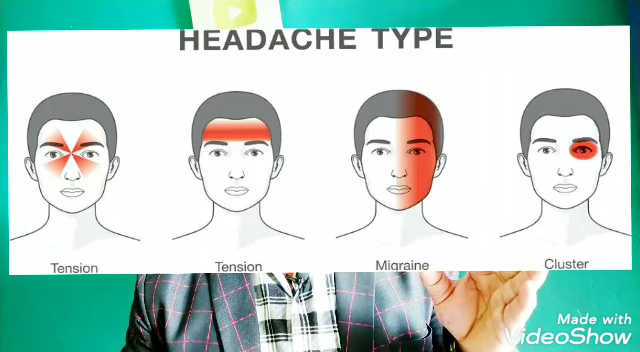 HEADACHE TYPE
Tension
Tension
Migraine
Cluster
Made with
VideoShow